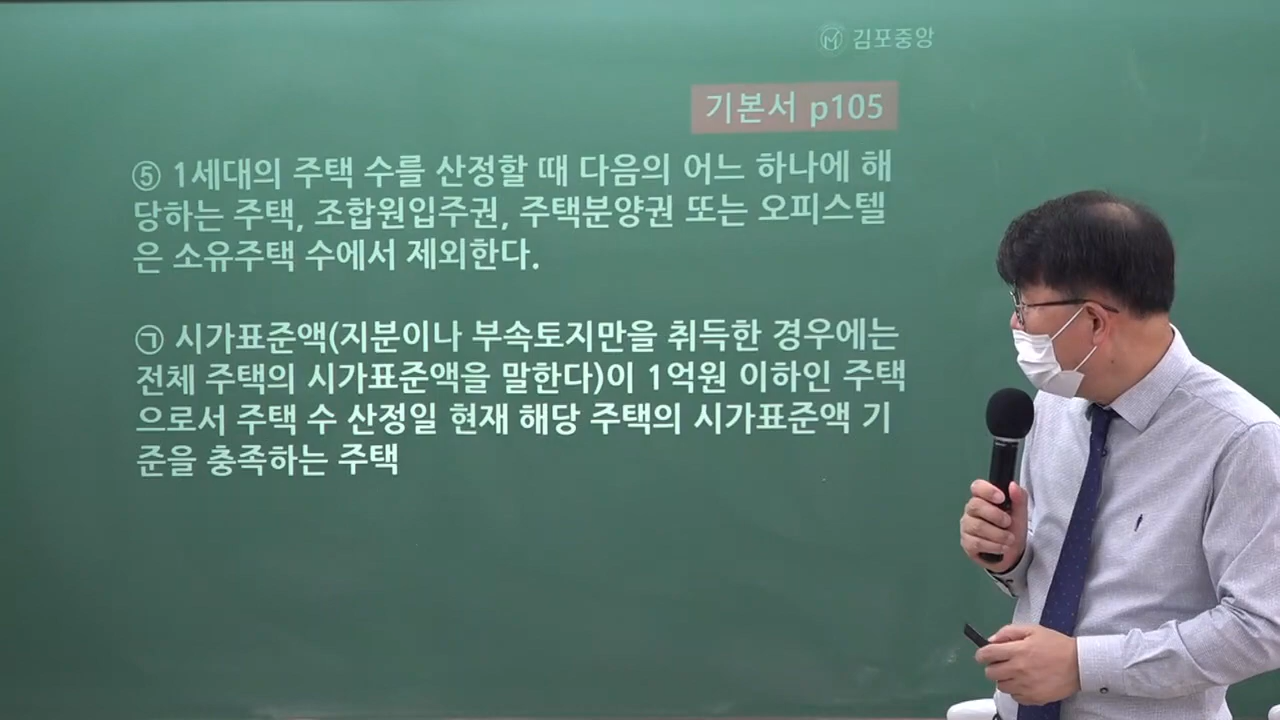 김포중앙
기본서 p105
⑤ 1세대의 주택 수를 산정할 때 다음의 어느 하나에 해
당하는 주택, 조합원입주권, 주택분양권 또는 오피스텔
은 소유주택 수에서 제외한다.
㉠ 시가표준액(지분이나 부속토지만을 취득한 경우에는
전체 주택의 시가표준액을 말한다)이 1억원 이하인 주택
으로서 주택 수 산정일 현재 해당 주택의 시가표준액 기
준을 충족하는 주택